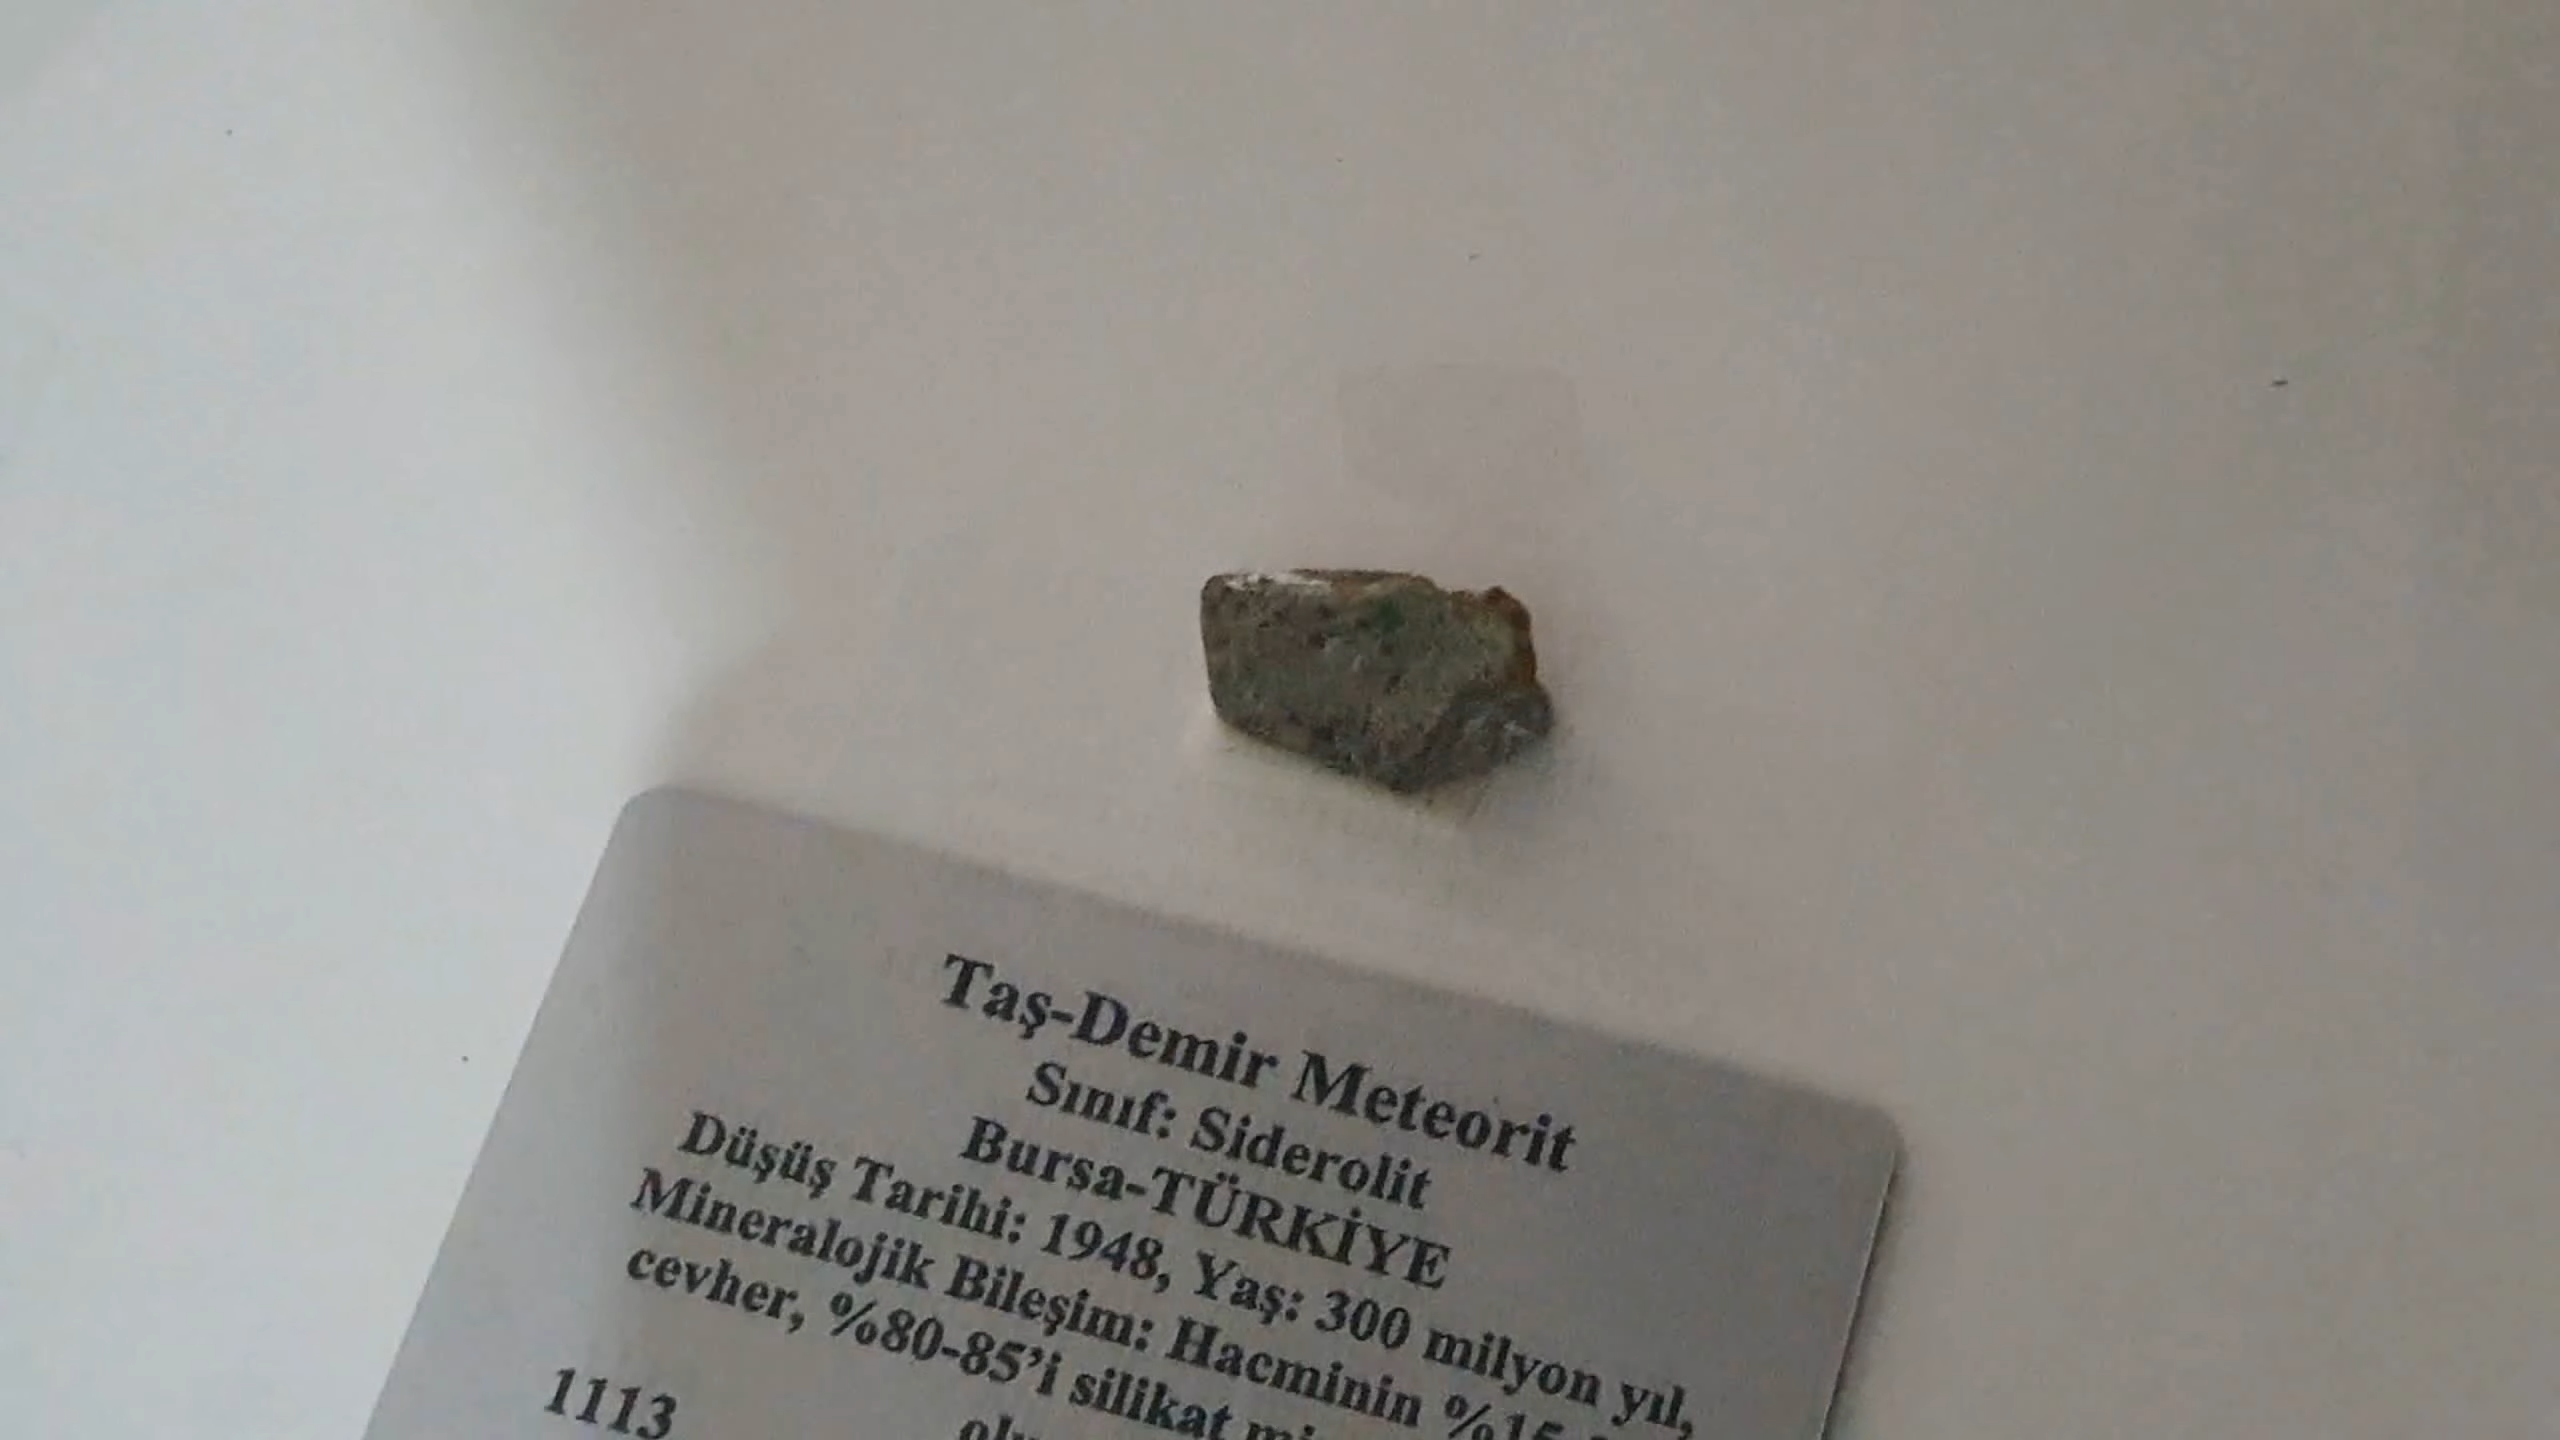 Taş-Demir Meteorit
Sınıf: Siderolit
Bursa-TÜRKİYE
Düşüş Tarihi: 1948, Yaş: 300 milyon yıl,
Mineralojik Bileşim: Hacminin
cevher, %80-85'i silikat
1113